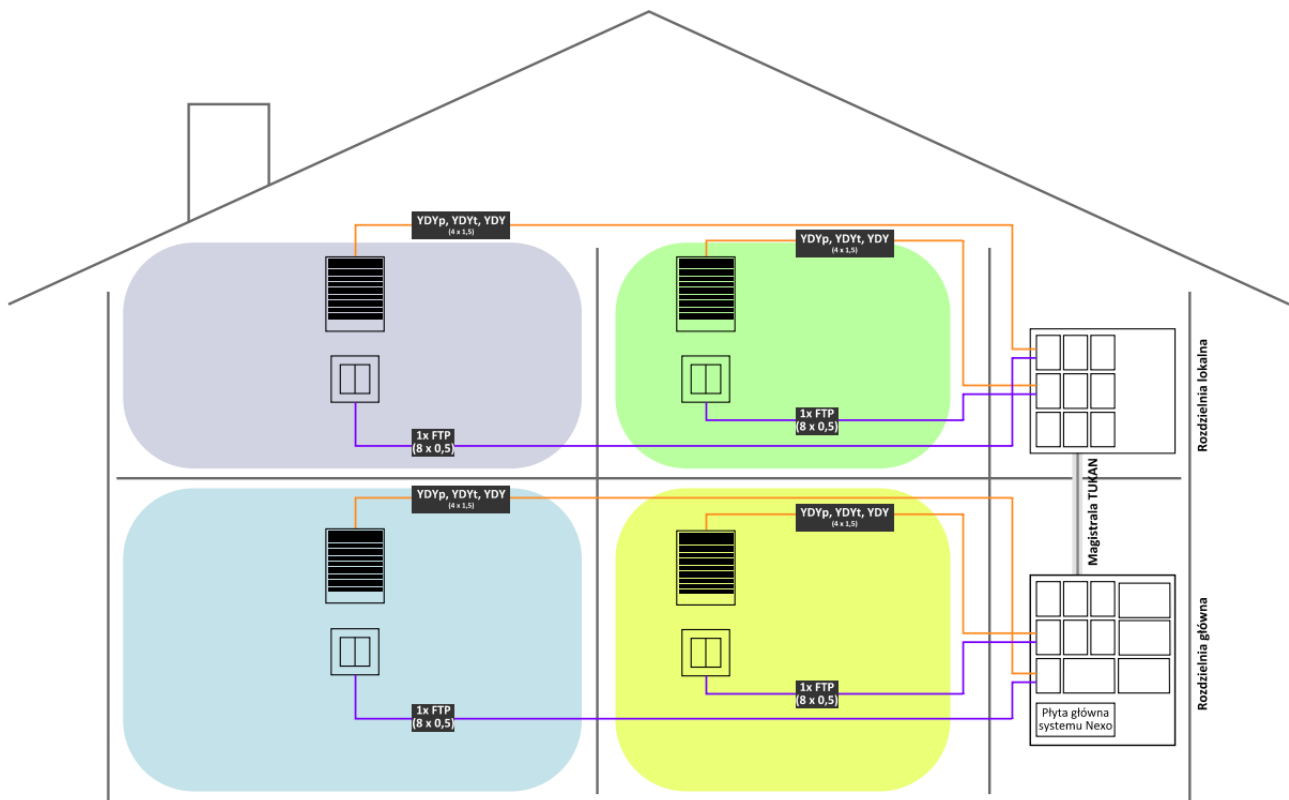 YDYp, YDYt, YDY
(4 x 1,5)
YDYp, YDYt, YDY
(4 x 1,5)
1x FTP
(8 x 0,5)
1x FTP
(8 x 0,5)
Rozdzielnia lokalna
Magistrala TUKAN
YDYp, YDYt, YDY
(4 x 1,5)
YDYp, YDYt, YDY
(4 x 1,5)
1x FTP
(8 x 0,5)
1x FTP
(8 x 0,5)
Rozdzielnia główna
Płyta główna
systemu Nexo